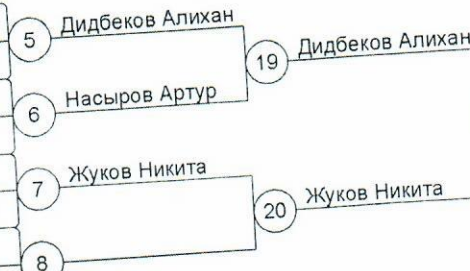 5 Дидбеков Алихан
19 Дидбеков Алихан
6 Насыров Артур
7 Жуков Никита
20 Жуков Никита
8